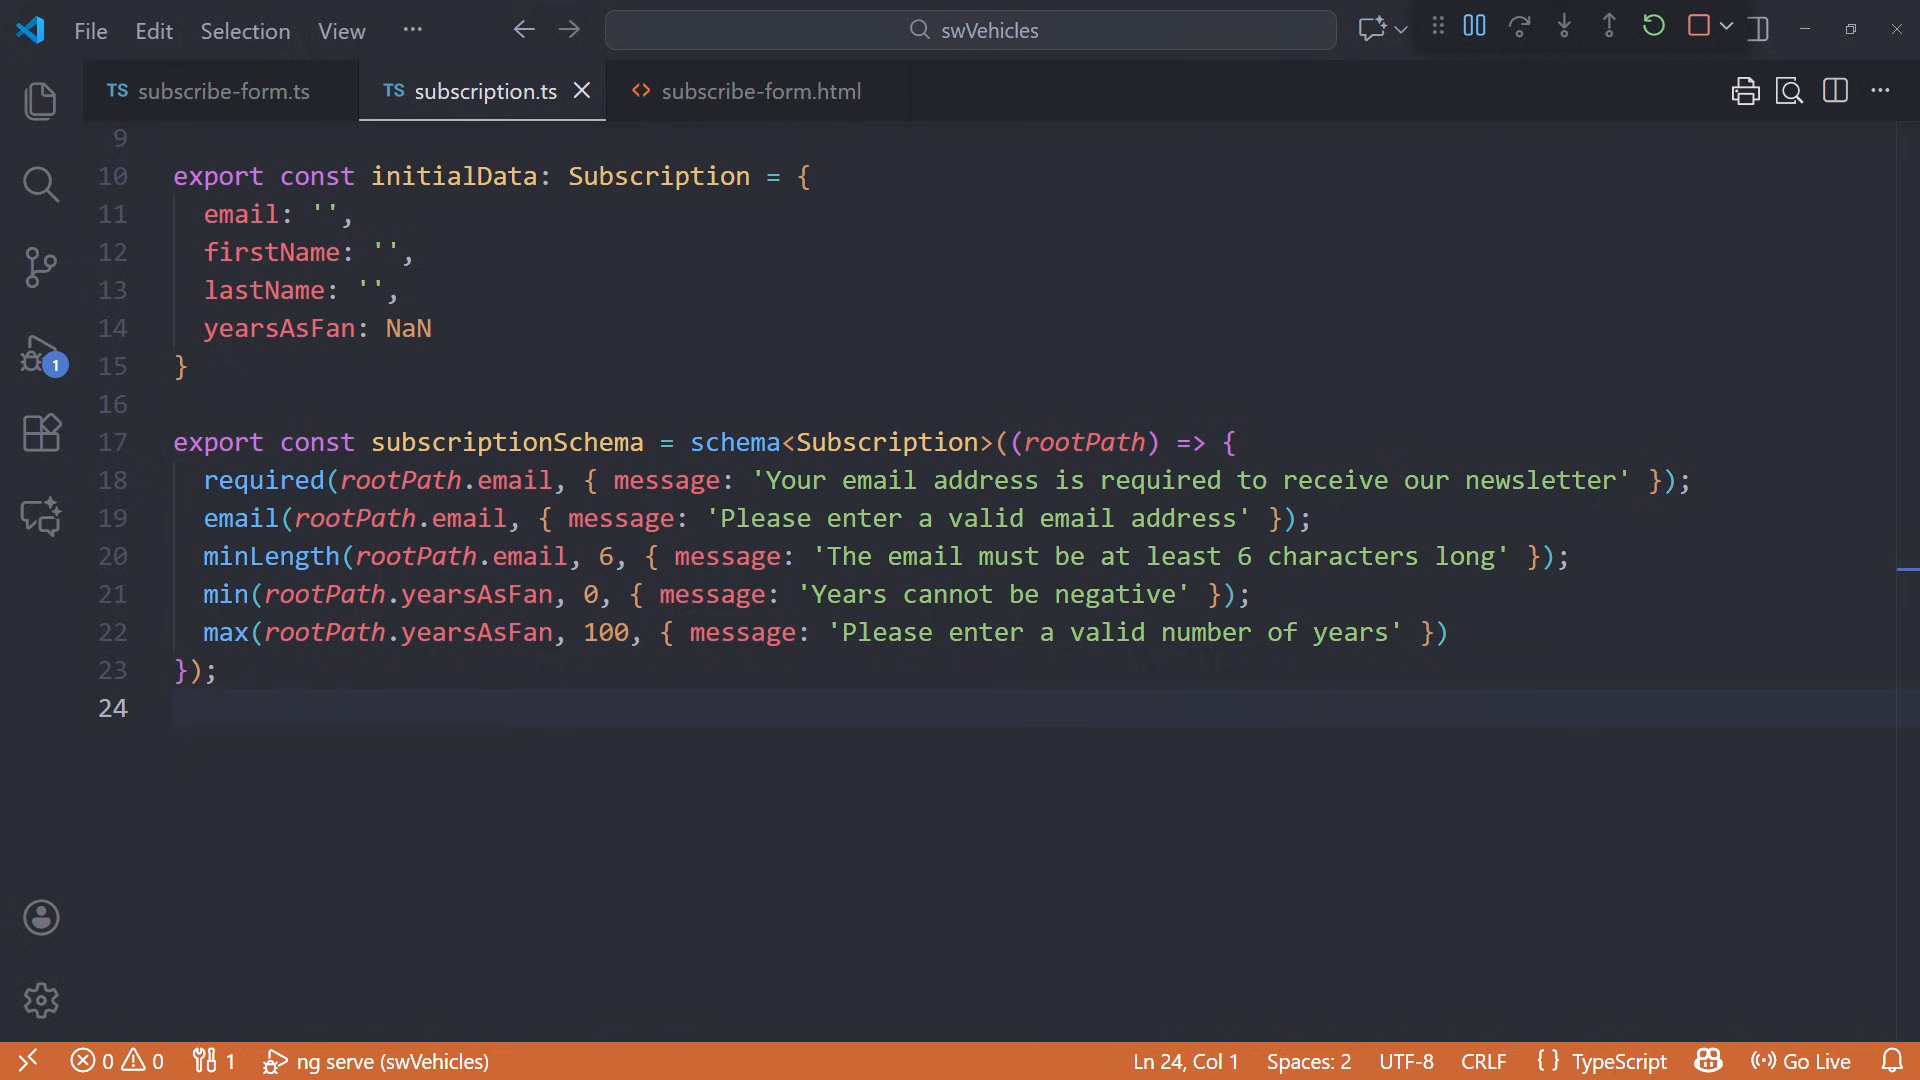 File Edit Selection View ··· swVehicles
TS subscribe-form.ts TS subscription.ts <> subscribe-form.html
9
10 export const initialData: Subscription = {
11 email: '',
12 firstName: '',
13 lastName: '',
14 yearsAsFan: NaN
15 }
16
17 export const subscriptionSchema = schema<Subscription>((rootPath) => {
18 required(rootPath.email, { message: 'Your email address is required to receive our newsletter' });
19 email(rootPath.email, { message: 'Please enter a valid email address' });
20 minLength(rootPath.email, 6, { message: 'The email must be at least 6 characters long' });
21 min(rootPath.yearsAsFan, 0, { message: 'Years cannot be negative' });
22 max(rootPath.yearsAsFan, 100, { message: 'Please enter a valid number of years' })
23 });
24
1
0 0 1 ng serve (swVehicles) Ln 24, Col 1 Spaces: 2 UTF-8 CRLF {} TypeScript Go Live